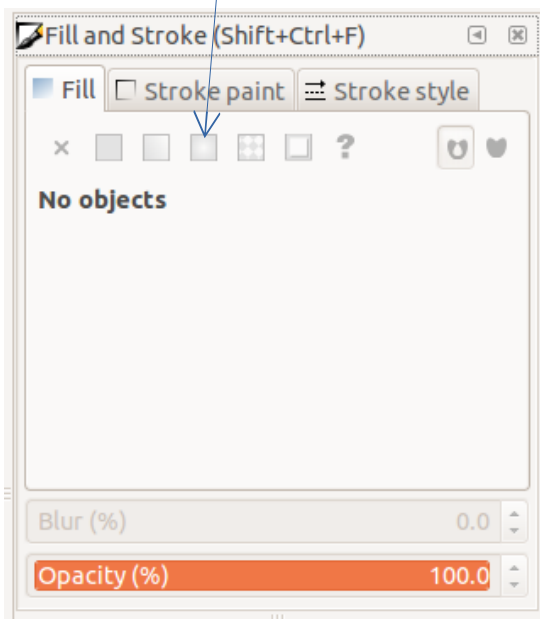 Fill and Stroke (Shift+Ctrl+F)
Fill Stroke paint Stroke style
?
No objects
Blur (%) 0.0
Opacity (%) 100.0